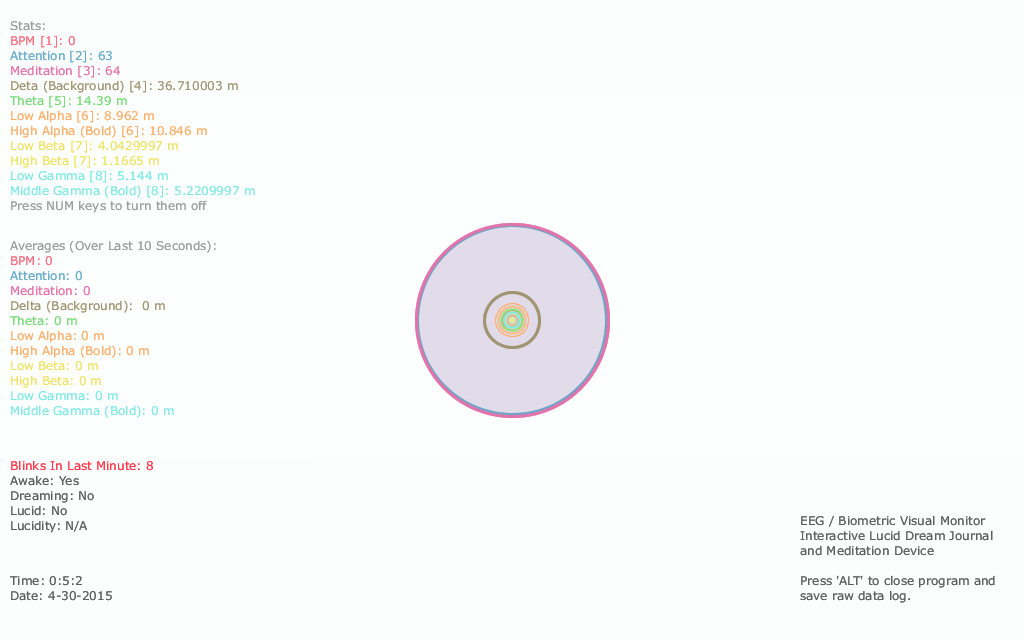 Stats:
BPM [1]: 0
Attention [2]: 63
Meditation [3]: 64
Deta (Background) [4]: 36.710003 m
Theta [5]: 14.39 m
Low Alpha [6]: 8.962 m
High Alpha (Bold) [6]: 10.846 m
Low Beta [7]: 4.0429997 m
High Beta [7]: 1.1665 m
Low Gamma [8]: 5.144 m
Middle Gamma (Bold) [8]: 5.2209997 m
Press NUM keys to turn them off
Averages (Over Last 10 Seconds):
BPM: 0
Attention: 0
Meditation: 0
Delta (Background):  0 m
Theta: 0 m
Low Alpha: 0 m
High Alpha (Bold): 0 m
Low Beta: 0 m
High Beta: 0 m
Low Gamma: 0 m
Middle Gamma (Bold): 0 m
Blinks In Last Minute: 8
Awake: Yes
Dreaming: No
Lucid: No
Lucidity: N/A
Time: 0:5:2
Date: 4-30-2015
EEG / Biometric Visual Monitor
Interactive Lucid Dream Journal
and Meditation Device
Press 'ALT' to close program and
save raw data log.